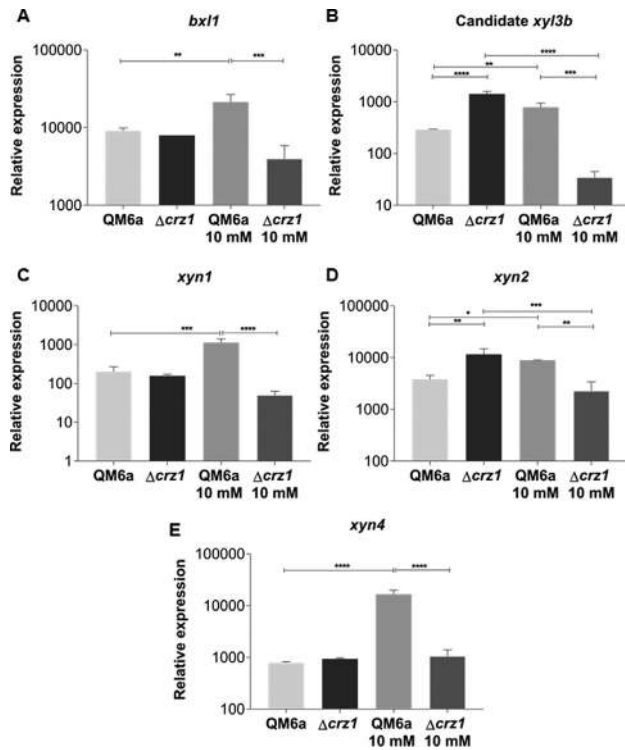 A
bxl1
Relative expression
100000
10000
1000
**
***
QM6a
Δcrz1
QM6a
10 mM
Δcrz1
10 mM
B
Candidate xyl3b
Relative expression
10000
1000
100
10
****
**
****
***
QM6a
Δcrz1
QM6a
10 mM
Δcrz1
10 mM
C
xyn1
Relative expression
10000
1000
100
10
1
***
****
QM6a
Δcrz1
QM6a
10 mM
Δcrz1
10 mM
D
xyn2
Relative expression
100000
10000
1000
100
***
*
**
**
QM6a
Δcrz1
QM6a
10 mM
Δcrz1
10 mM
E
xyn4
Relative expression
100000
10000
1000
100
****
****
QM6a
Δcrz1
QM6a
10 mM
Δcrz1
10 mM